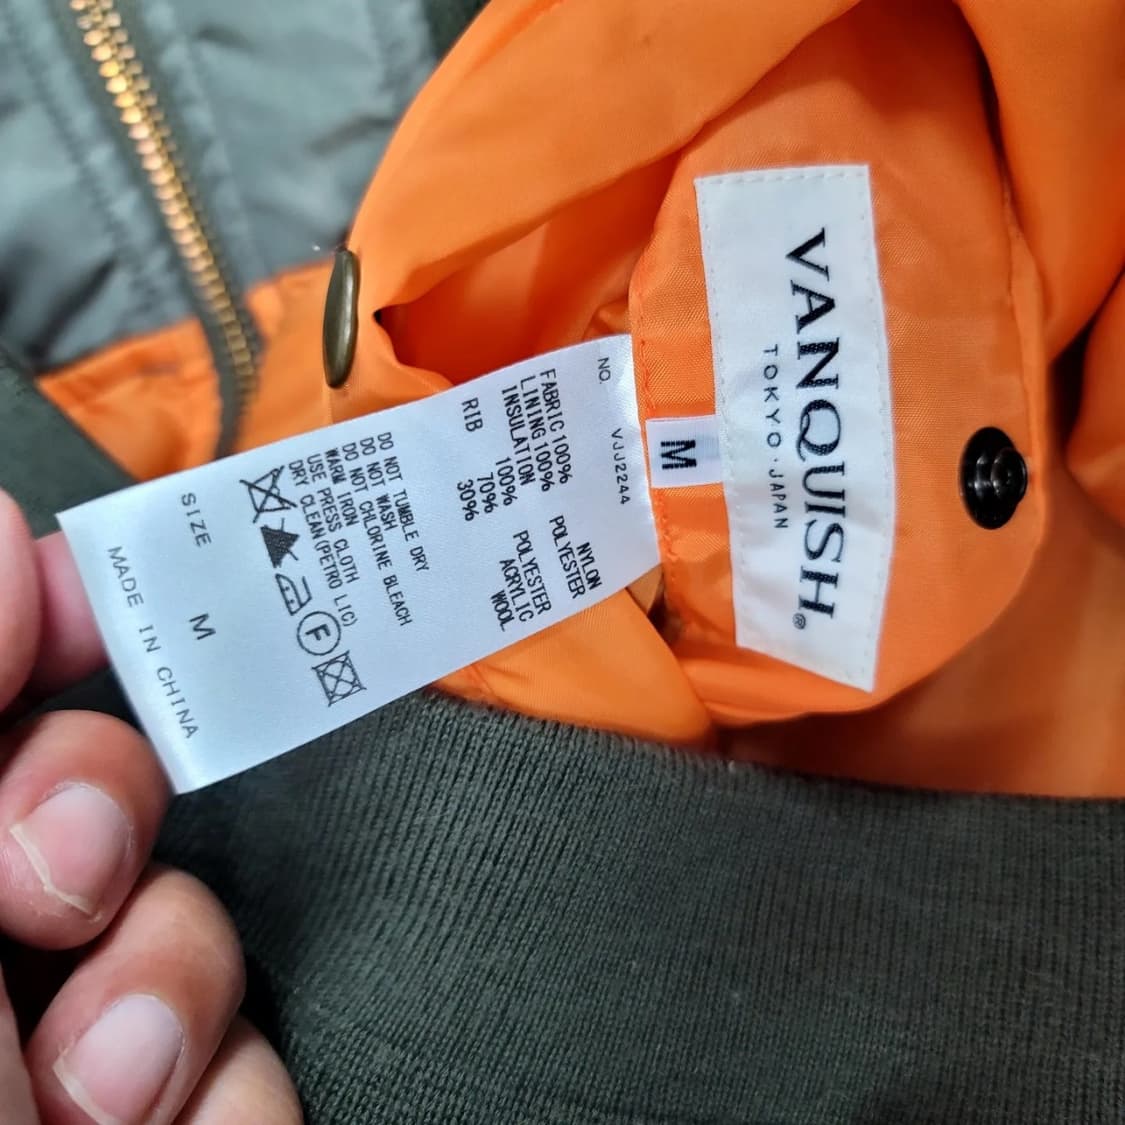 VANQUISH®
TOKYO・JAPAN
M
NO. VJJ2244
FABRIC 100% NYLON
LINING 100% POLYESTER
INSULATION 100% POLYESTER
RIB 70% ACRYLIC
30% WOOL
DO NOT TUMBLE DRY
DO NOT WASH
DO NOT CHLORINE BLEACH
WARM IRON
USE PRESS CLOTH
DRY CLEAN (PETRO LIC)
F
SIZE M
MADE IN CHINA